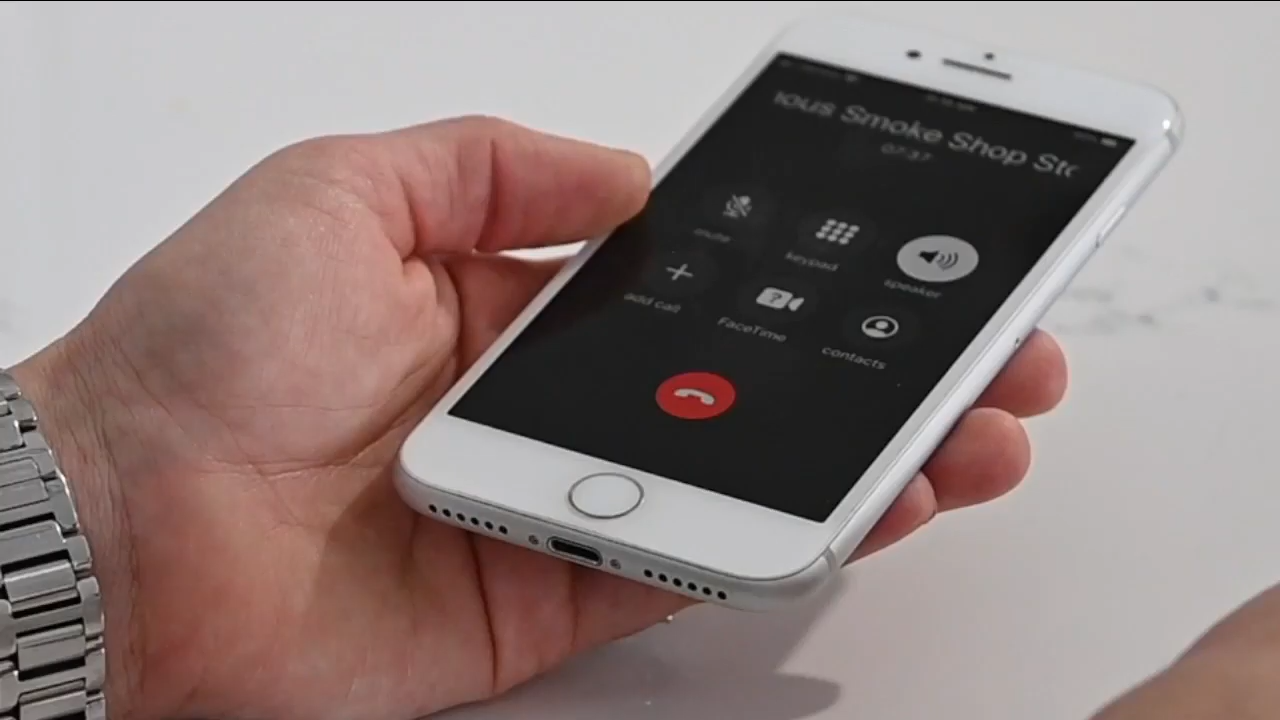 ious Smoke Shop Sto
07:37
mute keypad speaker
add call FaceTime contacts